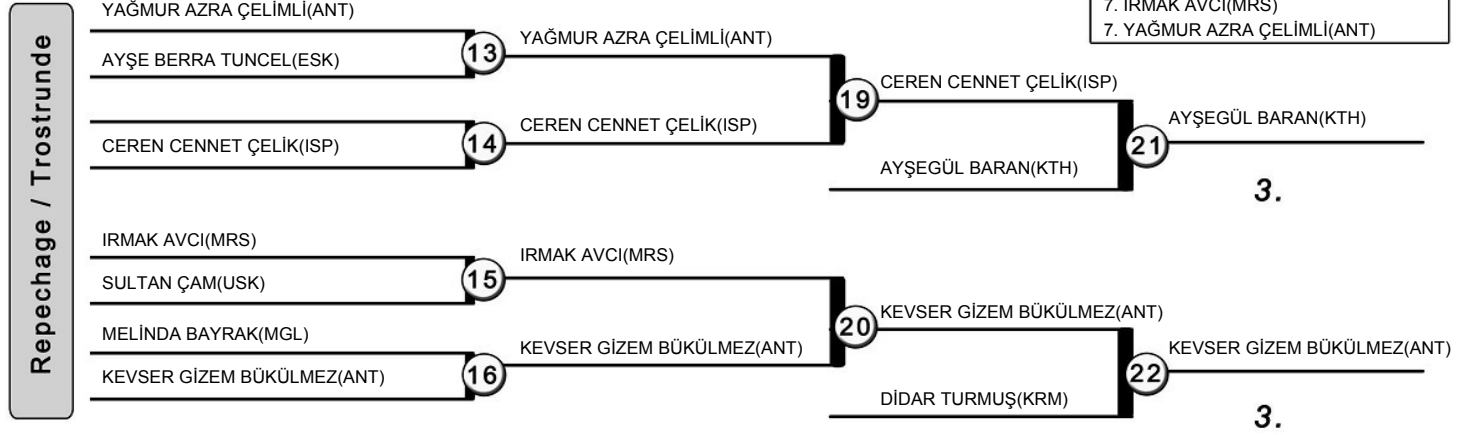 Repechage / Trostrunde
YAĞMUR AZRA ÇELİMLİ(ANT)
AYŞE BERRA TUNCEL(ESK)
13
YAĞMUR AZRA ÇELİMLİ(ANT)
CEREN CENNET ÇELİK(ISP)
14
CEREN CENNET ÇELİK(ISP)
19
CEREN CENNET ÇELİK(ISP)
AYŞEGÜL BARAN(KTH)
21
AYŞEGÜL BARAN(KTH)
3.
7. IRMAK AVCI(MRS)
7. YAĞMUR AZRA ÇELİMLİ(ANT)
IRMAK AVCI(MRS)
SULTAN ÇAM(USK)
15
IRMAK AVCI(MRS)
MELİNDA BAYRAK(MGL)
KEVSER GİZEM BÜKÜLMEZ(ANT)
16
KEVSER GİZEM BÜKÜLMEZ(ANT)
20
KEVSER GİZEM BÜKÜLMEZ(ANT)
DİDAR TURMUŞ(KRM)
22
KEVSER GİZEM BÜKÜLMEZ(ANT)
3.